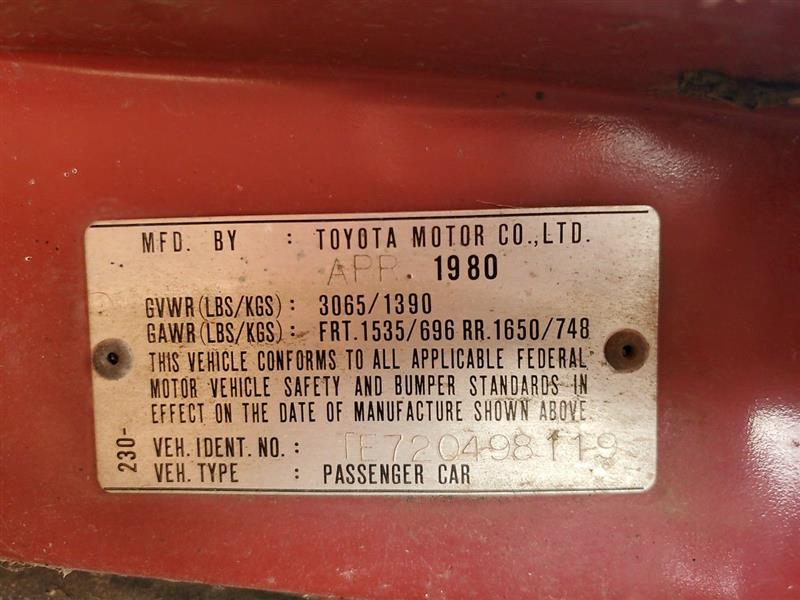 MFD. BY : TOYOTA MOTOR CO.,LTD.
APR. 1980
GVWR(LBS/KGS): 3065/1390
GAWR(LBS/KGS): FRT.1535/696 RR.1650/748
THIS VEHICLE CONFORMS TO ALL APPLICABLE FEDERAL
MOTOR VEHICLE SAFETY AND BUMPER STANDARDS IN
EFFECT ON THE DATE OF MANUFACTURE SHOWN ABOVE.
230-
VEH. IDENT. NO. : TE720498119
VEH. TYPE : PASSENGER CAR